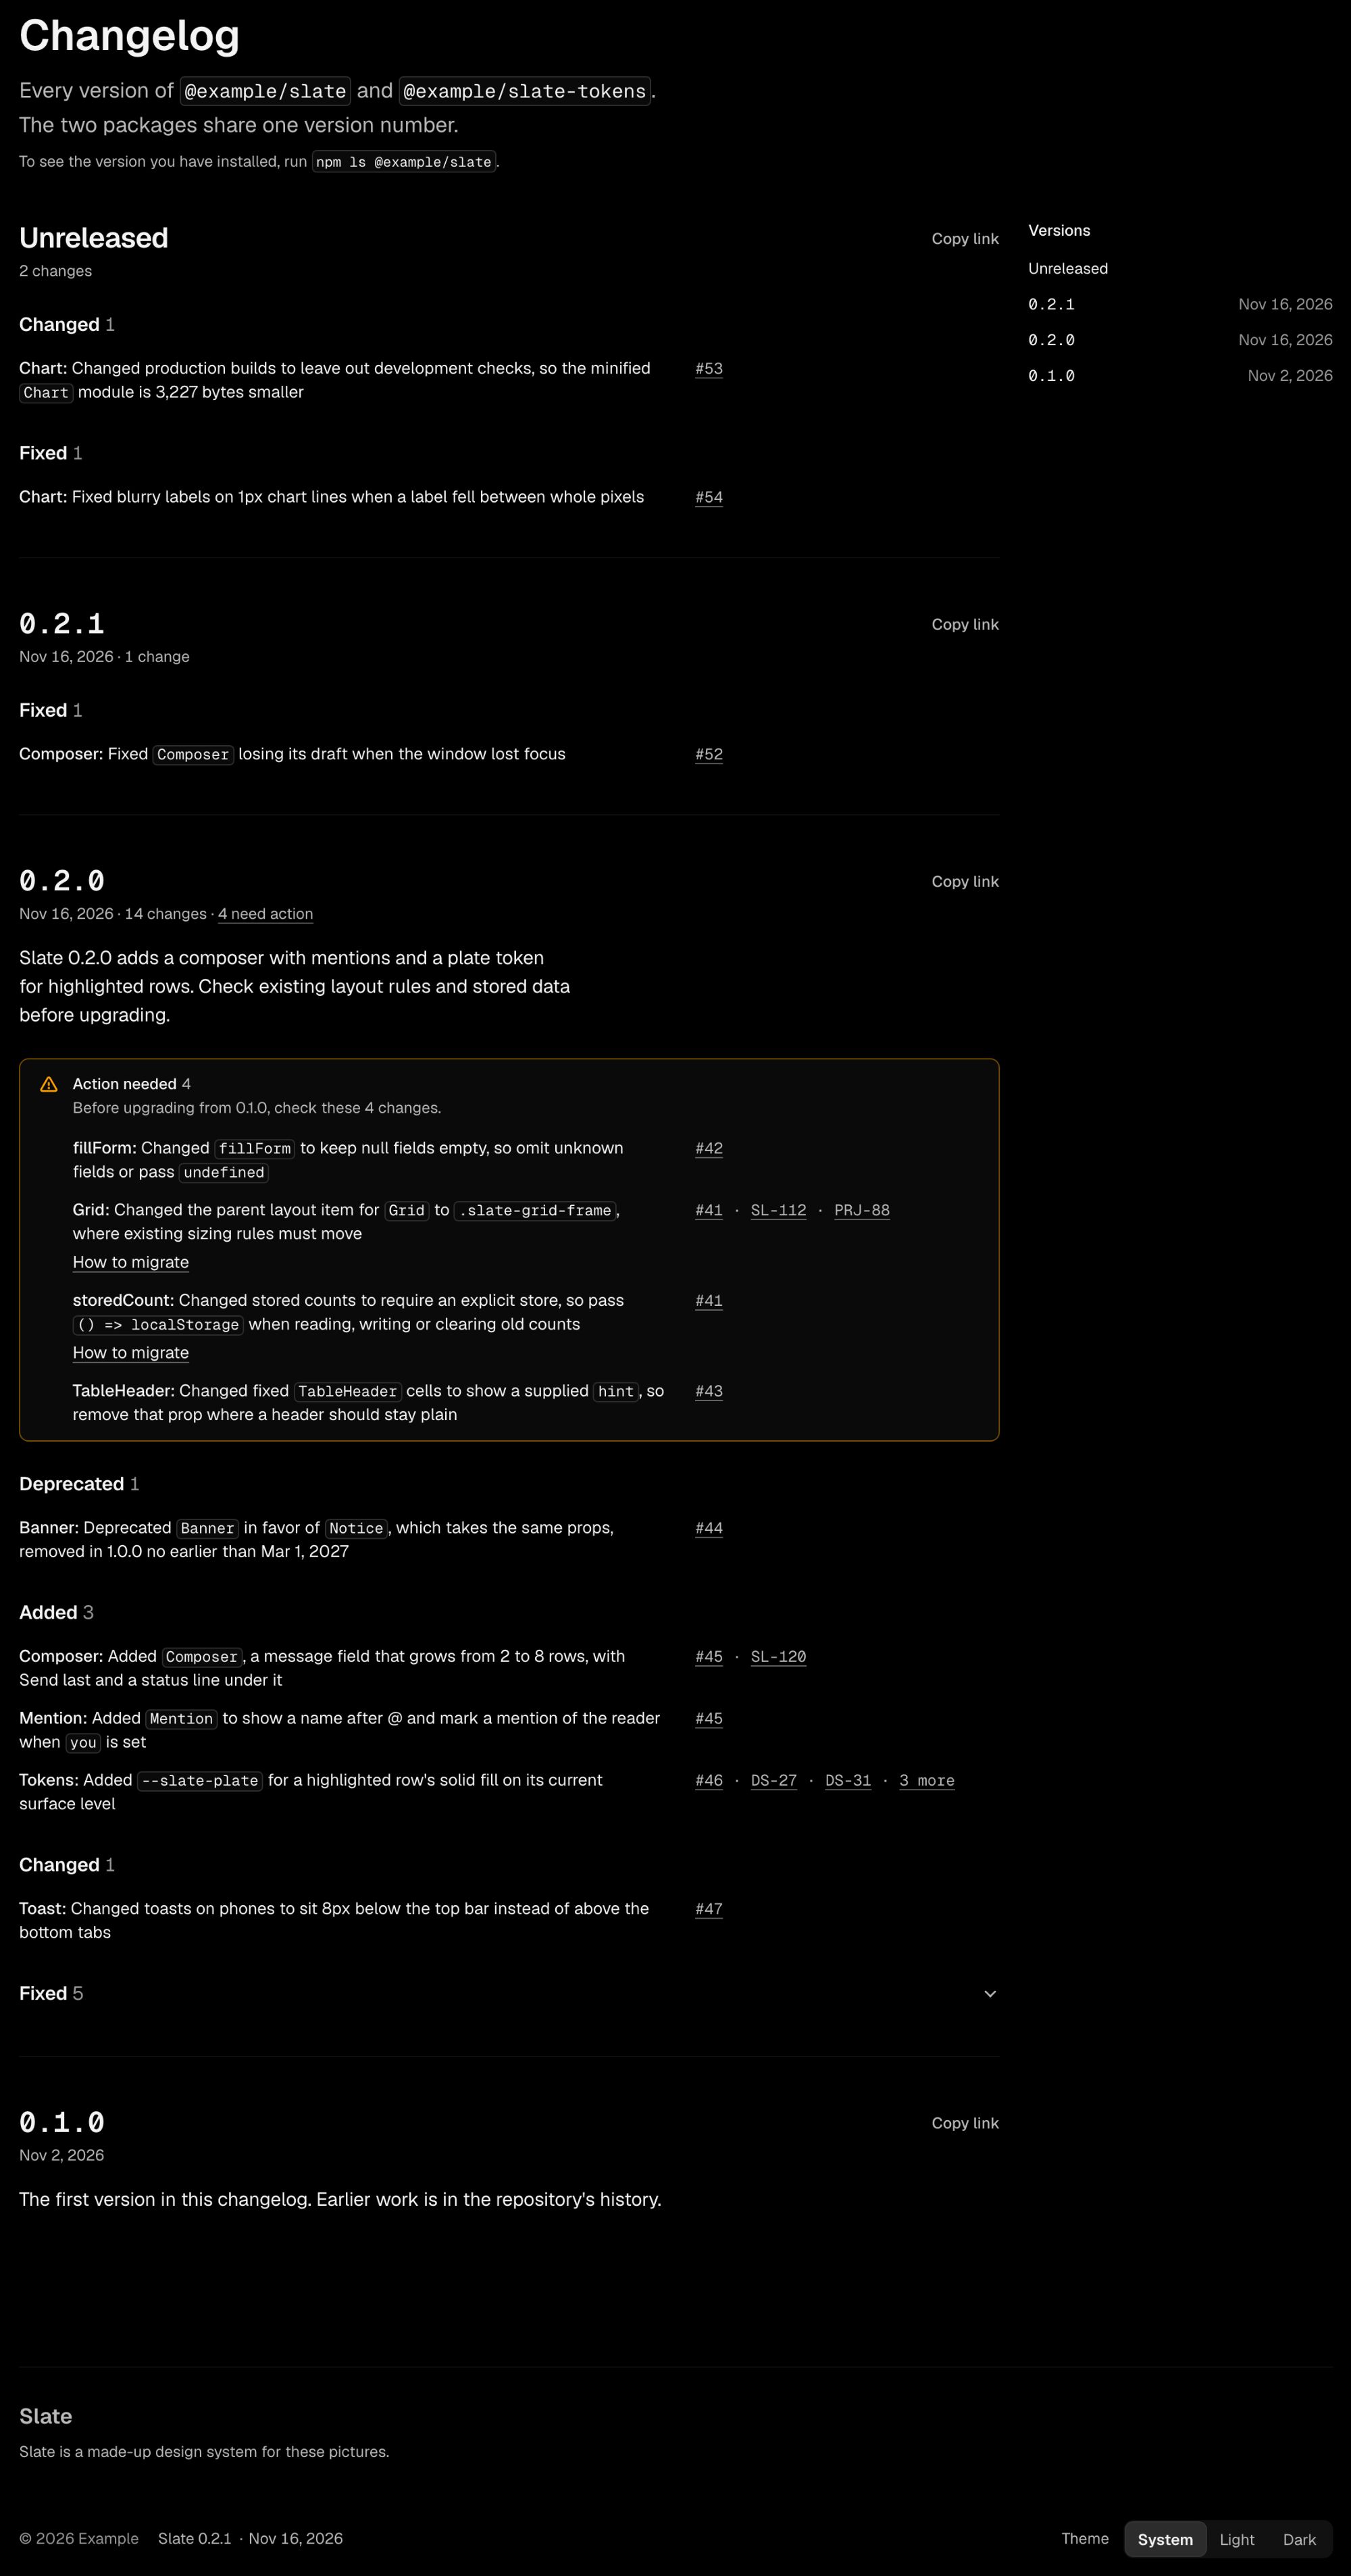 Changelog
Every version of @example/slate and @example/slate-tokens.
The two packages share one version number.
To see the version you have installed, run npm ls @example/slate.
Unreleased
Copy link
2 changes
Changed 1
Chart: Changed production builds to leave out development checks, so the minified
Chart module is 3,227 bytes smaller
#53
Fixed 1
Chart: Fixed blurry labels on 1px chart lines when a label fell between whole pixels
#54
Versions
Unreleased
0.2.1 Nov 16, 2026
0.2.0 Nov 16, 2026
0.1.0 Nov 2, 2026
0.2.1
Copy link
Nov 16, 2026 · 1 change
Fixed 1
Composer: Fixed Composer losing its draft when the window lost focus
#52
0.2.0
Copy link
Nov 16, 2026 · 14 changes · 4 need action
Slate 0.2.0 adds a composer with mentions and a plate token
for highlighted rows. Check existing layout rules and stored data
before upgrading.
Action needed 4
Before upgrading from 0.1.0, check these 4 changes.
fillForm: Changed fillForm to keep null fields empty, so omit unknown
fields or pass undefined
#42
Grid: Changed the parent layout item for Grid to .slate-grid-frame,
where existing sizing rules must move
How to migrate
#41 · SL-112 · PRJ-88
storedCount: Changed stored counts to require an explicit store, so pass
() => localStorage when reading, writing or clearing old counts
How to migrate
#41
TableHeader: Changed fixed TableHeader cells to show a supplied hint, so
remove that prop where a header should stay plain
#43
Deprecated 1
Banner: Deprecated Banner in favor of Notice, which takes the same props,
removed in 1.0.0 no earlier than Mar 1, 2027
#44
Added 3
Composer: Added Composer, a message field that grows from 2 to 8 rows, with
Send last and a status line under it
#45 · SL-120
Mention: Added Mention to show a name after @ and mark a mention of the reader
when you is set
#45
Tokens: Added --slate-plate for a highlighted row's solid fill on its current
surface level
#46 · DS-27 · DS-31 · 3 more
Changed 1
Toast: Changed toasts on phones to sit 8px below the top bar instead of above the
bottom tabs
#47
Fixed 5
0.1.0
Copy link
Nov 2, 2026
The first version in this changelog. Earlier work is in the repository's history.
Slate
Slate is a made-up design system for these pictures.
© 2026 Example Slate 0.2.1 · Nov 16, 2026
Theme System Light Dark